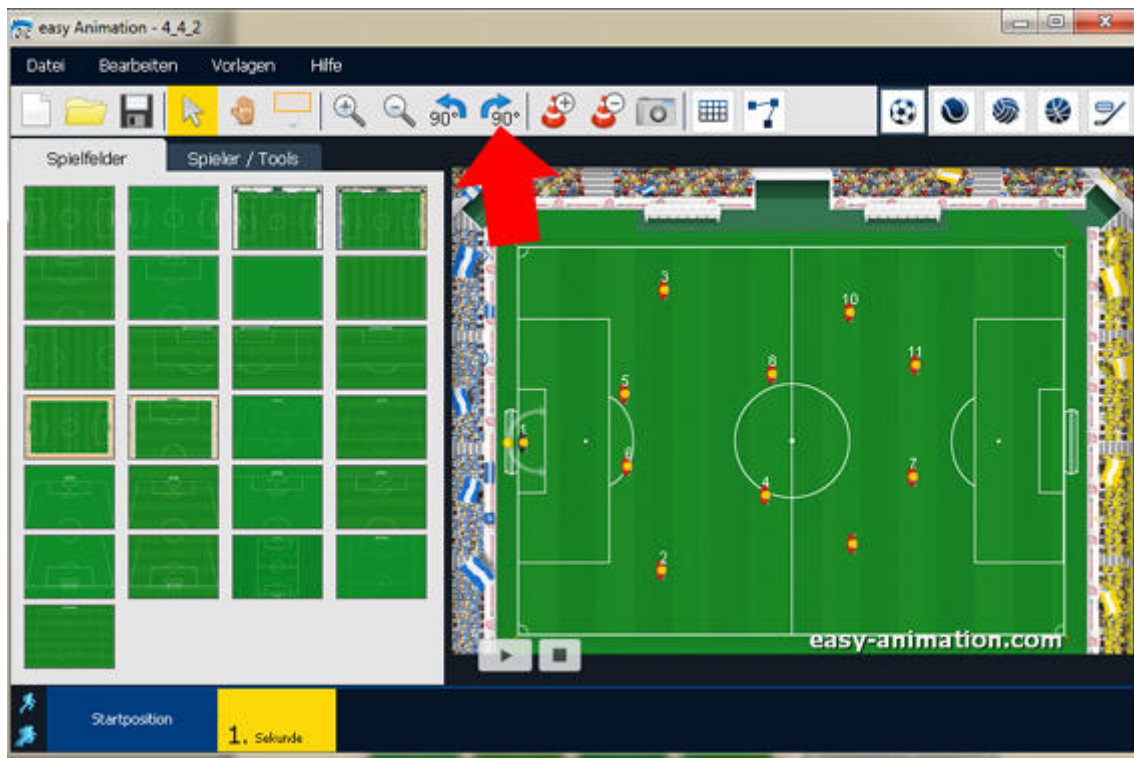 easy Animation - 4_4_2
Datei Bearbeiten Vorlagen Hilfe
90° 90°
Spielfelder Spieler / Tools
3
10
8
11
5
1
6
7
4
2
easy-animation.com
Startposition
1. Sekunde